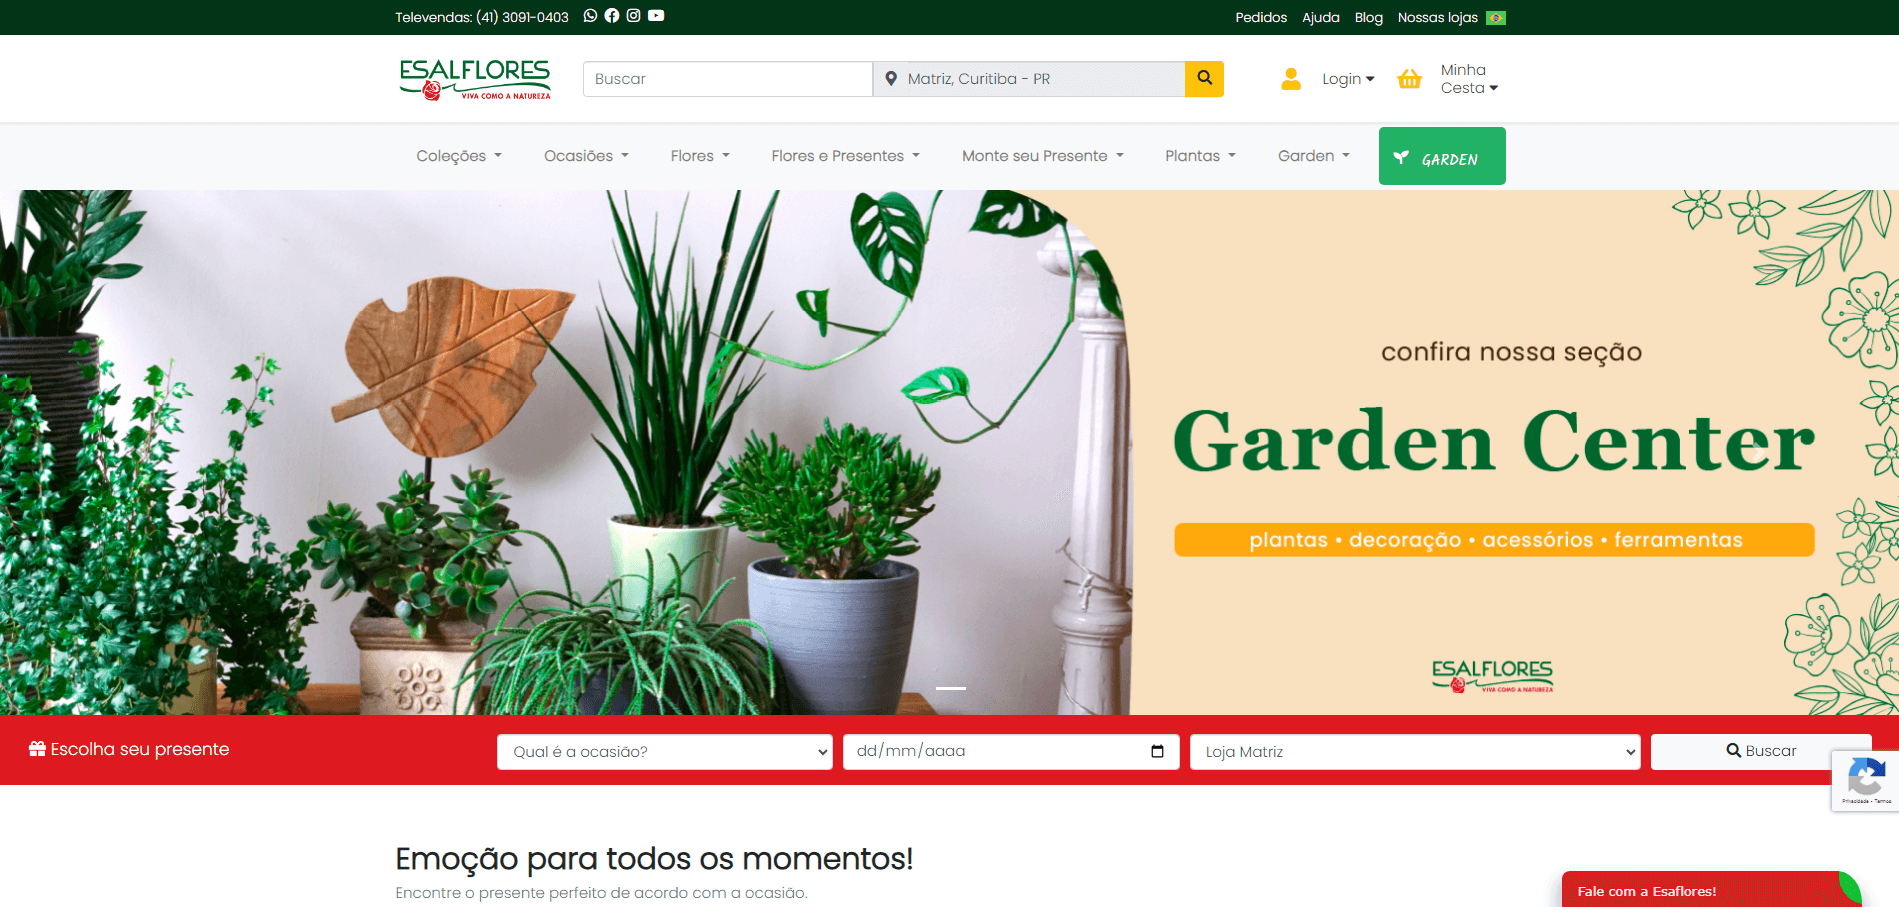 Televendas: (41) 3091-0403
Pedidos Ajuda Blog Nossas lojas
ESALFLORES
VIVA COMO A NATUREZA
Buscar
Matriz, Curitiba - PR
Login
Minha
Cesta
Coleções
Ocasiões
Flores
Flores e Presentes
Monte seu Presente
Plantas
Garden
GARDEN
confira nossa seção
Garden Center
plantas • decoração • acessórios • ferramentas
ESALFLORES
VIVA COMO A NATUREZA
Escolha seu presente
Qual é a ocasião?
dd/mm/aaaa
Loja Matriz
Buscar
Privacidade - Termos
Emoção para todos os momentos!
Encontre o presente perfeito de acordo com a ocasião.
Fale com a Esaflores!